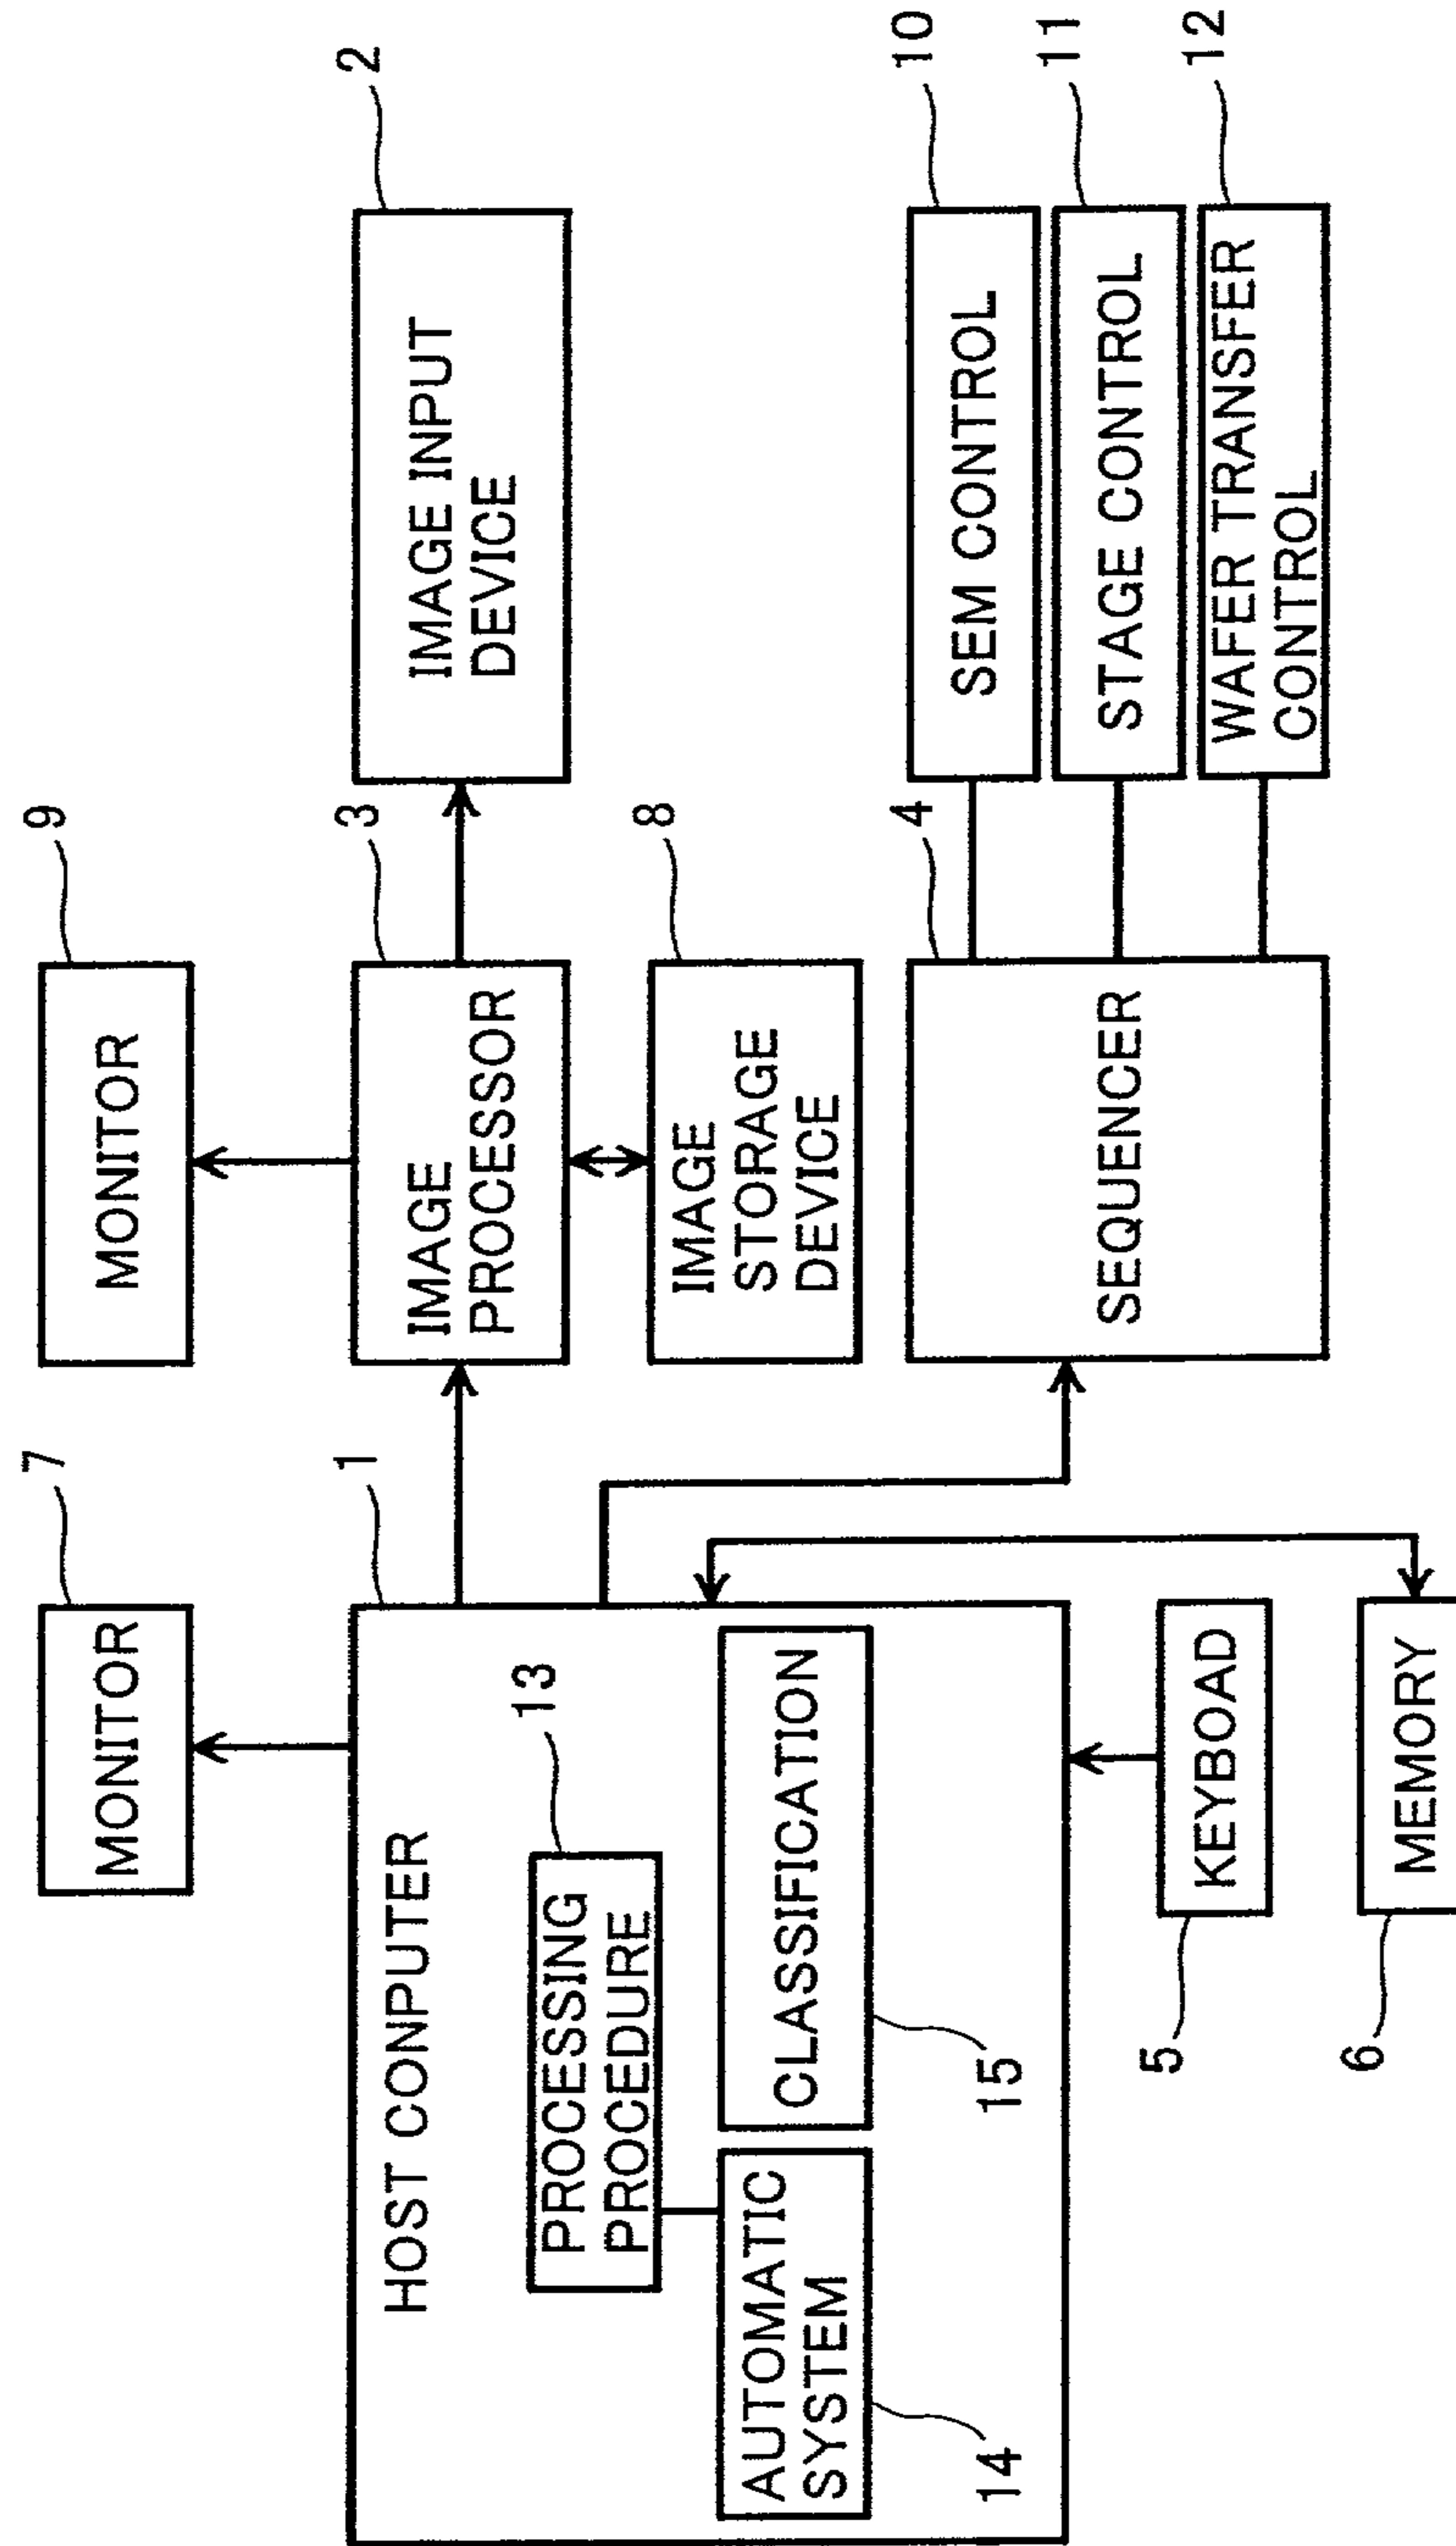 7
MONITOR
9
MONITOR
1
HOST CONPUTER
13
PROCESSING
PROCEDURE
AUTOMATIC
SYSTEM
14
CLASSIFICATION
15
3
IMAGE
PROCESSOR
2
IMAGE INPUT
DEVICE
8
IMAGE
STORAGE
DEVICE
4
SEQUENCER
10
SEM CONTROL
11
STAGE CONTROL
12
WAFER TRANSFER
CONTROL
5
KEYBOAD
6
MEMORY